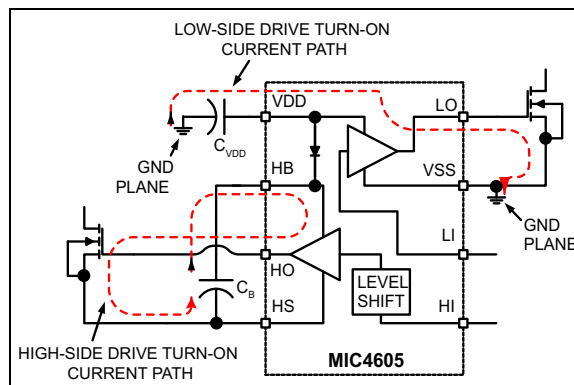 LOW-SIDE DRIVE TURN-ON
CURRENT PATH
VDD
LO
GND
PLANE
CVDD
HB
VSS
GND
PLANE
LI
HO
CB
LEVEL
SHIFT
HS
HI
HIGH-SIDE DRIVE TURN-ON
CURRENT PATH
MIC4605